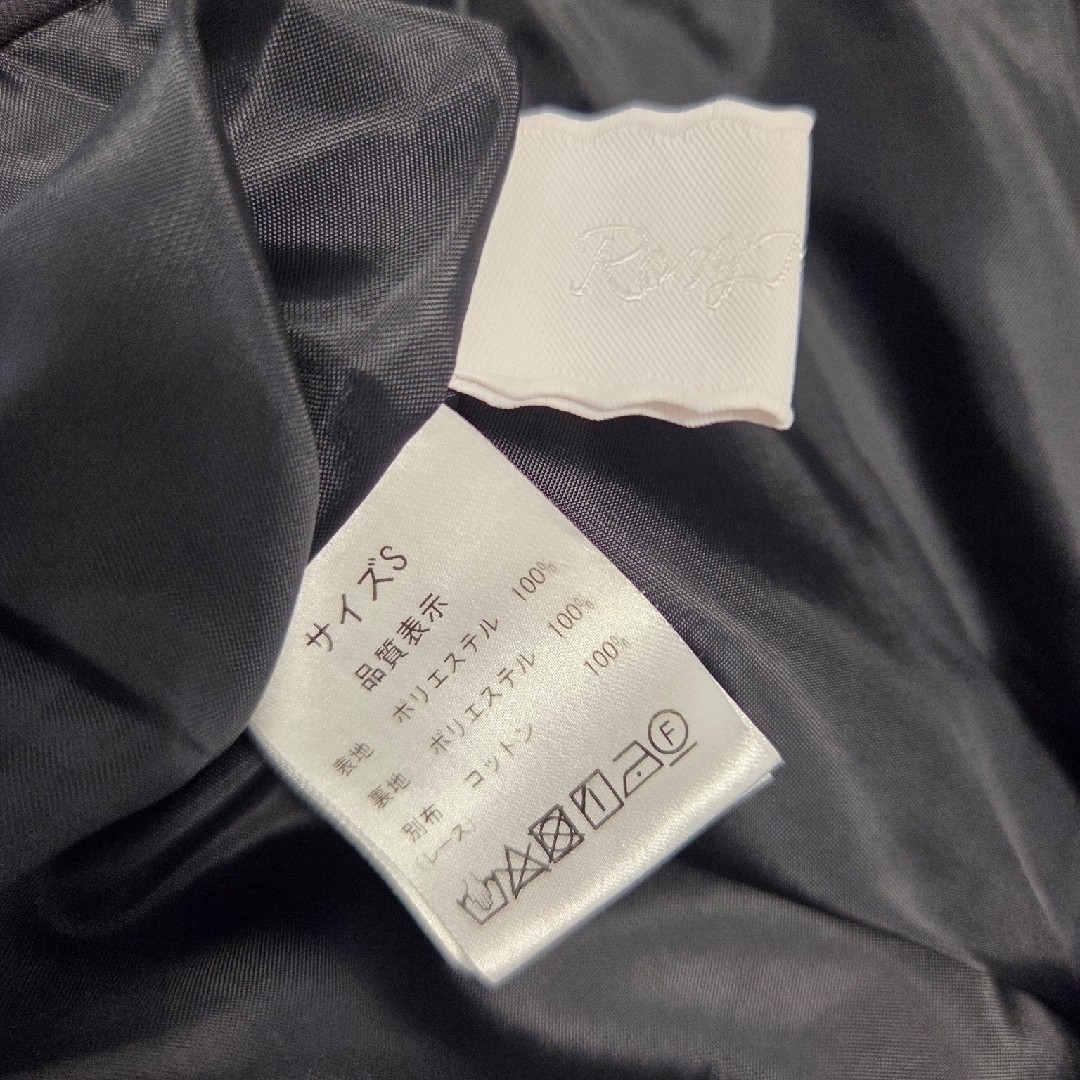 サイズS
品質表示
表地 ポリエステル 100%
裏地 ポリエステル 100%
別布 コットン 100%
(レース)
F